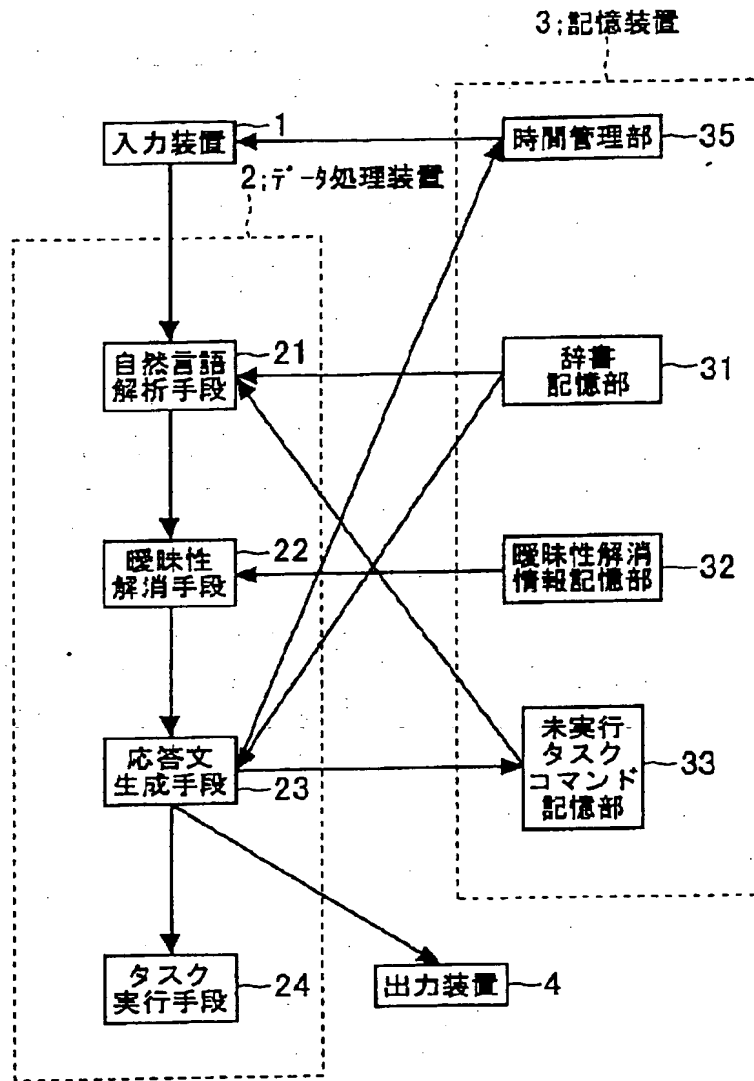 3;記憶装置
1
入力装置
時間管理部
35
2;ﾃﾞｰﾀ処理装置
自然言語
解析手段
21
辞書
記憶部
31
曖昧性
解消手段
22
曖昧性解消
情報記憶部
32
応答文
生成手段
23
未実行
タスク
コマンド
記憶部
33
タスク
実行手段
24
出力装置
4